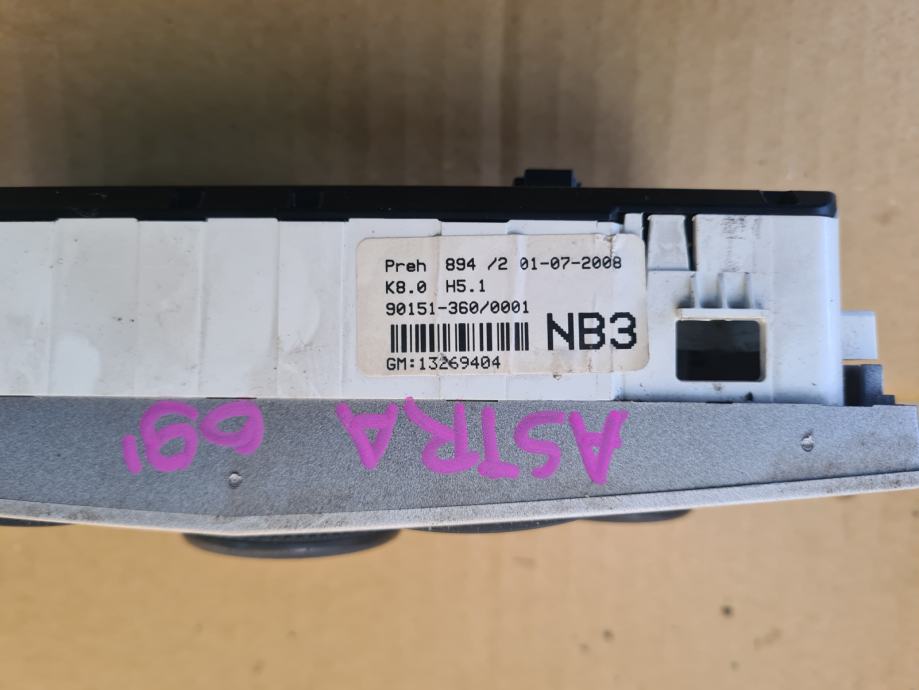 Preh 894 /2 01-07-2008
K8.0 H5.1
90151-360/0001
NB3
GM:13269404
ASTRA 09'